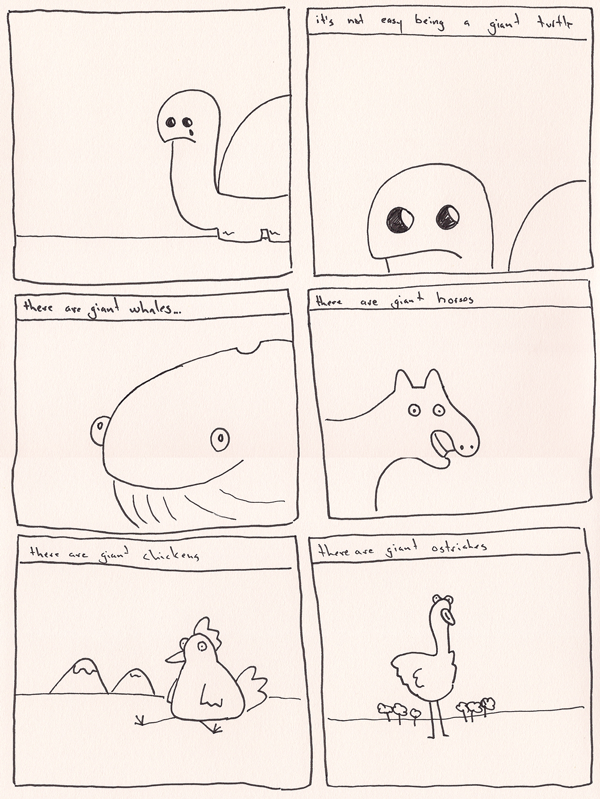 it's not easy being a giant turtle
there are giant whales...
there are giant horses
there are giant chickens
there are giant ostriches